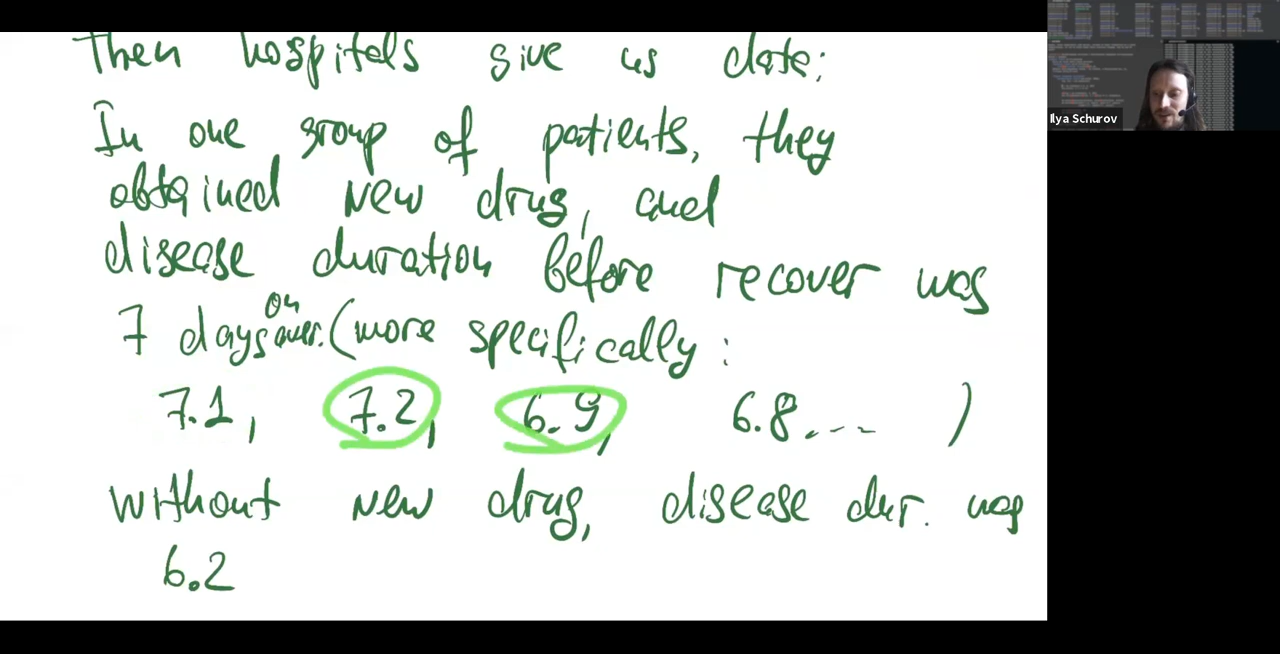 Then hospitals give us data:
In one group of patients, they
obtained new drug, and
disease duration before recover was
7 days on aver. (more specifically:
7.1, 7.2, 6.9, 6.8... )
without new drug, disease dur. was
6.2
Ilya Schurov